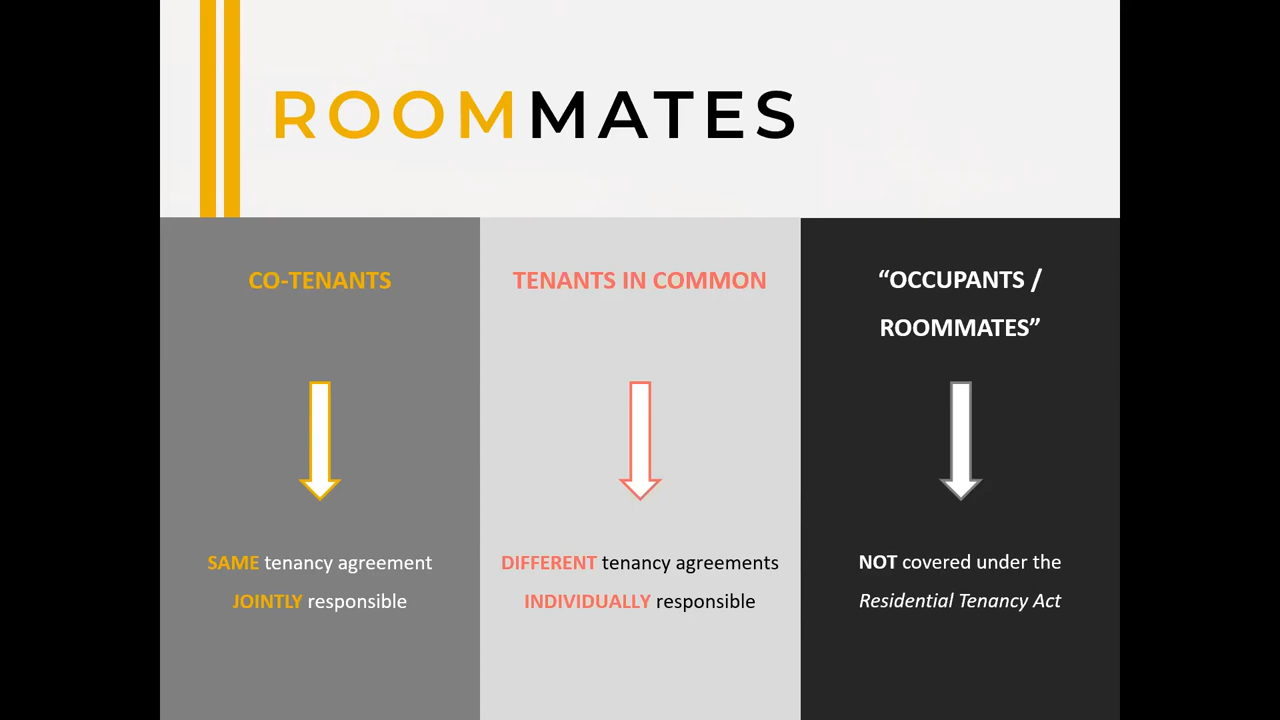 ROOMMATES
CO-TENANTS
SAME tenancy agreement
JOINTLY responsible
TENANTS IN COMMON
DIFFERENT tenancy agreements
INDIVIDUALLY responsible
“OCCUPANTS /
ROOMMATES”
NOT covered under the
Residential Tenancy Act